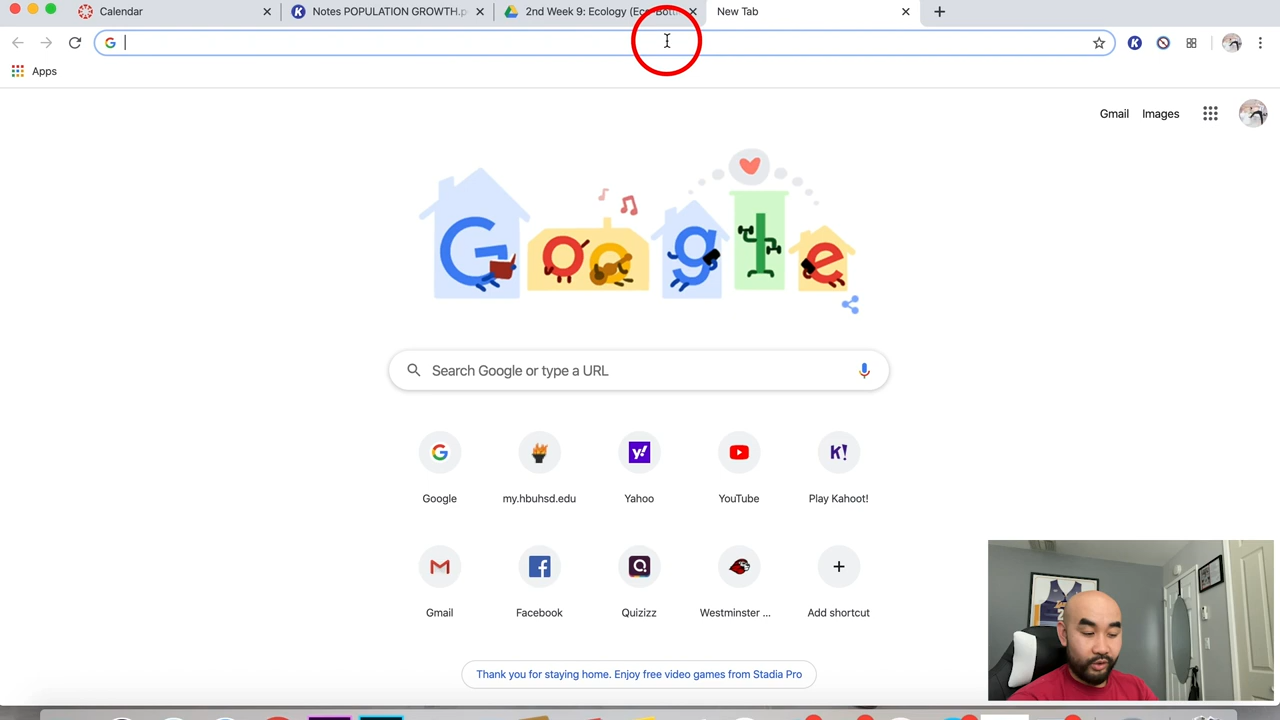 Calendar
Notes POPULATION GROWTH.p
2nd Week 9: Ecology (Eco-Bott
New Tab
Apps
Gmail
Images
Google
Search Google or type a URL
Google
my.hbuhsd.edu
Yahoo
YouTube
Play Kahoot!
Gmail
Facebook
Quizizz
Westminster ...
Add shortcut
Thank you for staying home. Enjoy free video games from Stadia Pro